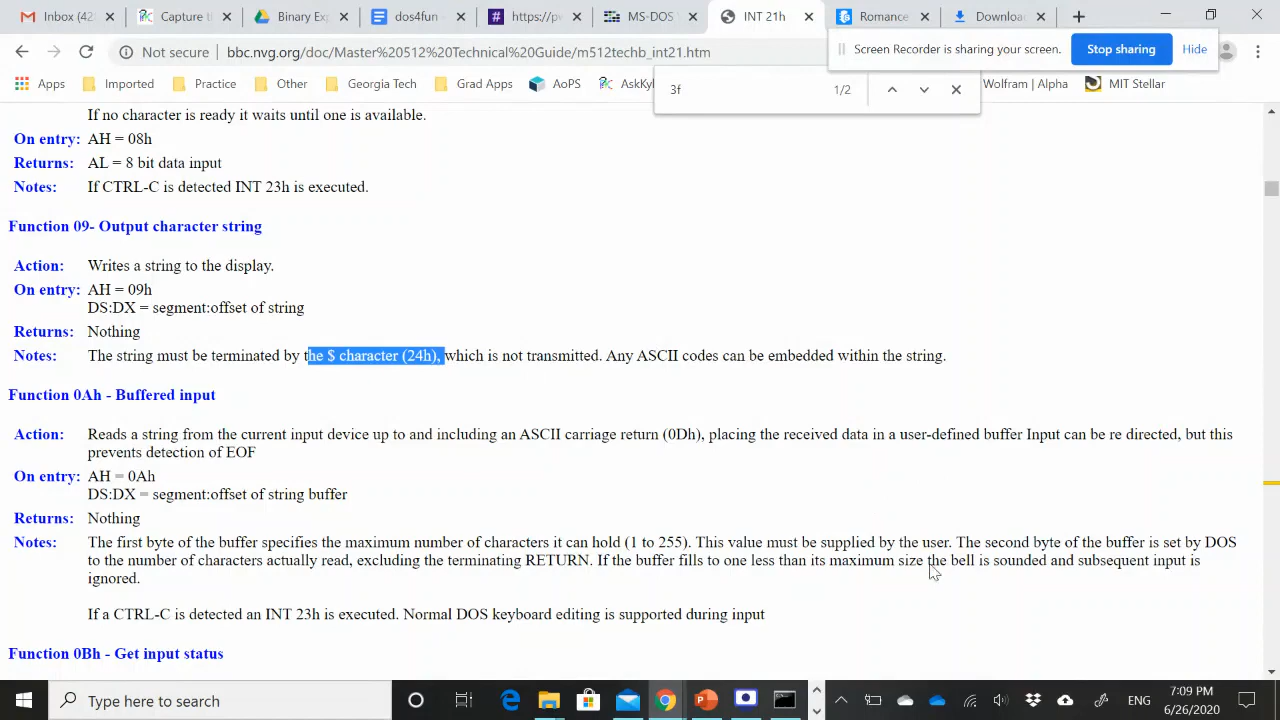 Inbox (42
Capture th
Binary Exp
dos4fun
https://pw
MS-DOS V
INT 21h
Romance
Downloa
Not secure | bbc.nvg.org/doc/Master%20512%20Technical%20Guide/m512techb_int21.htm
Screen Recorder is sharing your screen.
Stop sharing
Hide
Apps
Imported
Practice
Other
Georgia Tech
Grad Apps
AoPS
AskKyl
Wolfram | Alpha
MIT Stellar
3f
1/2
If no character is ready it waits until one is available.
On entry: AH = 08h
Returns: AL = 8 bit data input
Notes: If CTRL-C is detected INT 23h is executed.
Function 09- Output character string
Action: Writes a string to the display.
On entry: AH = 09h
DS:DX = segment:offset of string
Returns: Nothing
Notes: The string must be terminated by the $ character (24h), which is not transmitted. Any ASCII codes can be embedded within the string.
Function 0Ah - Buffered input
Action: Reads a string from the current input device up to and including an ASCII carriage return (0Dh), placing the received data in a user-defined buffer Input can be re directed, but this
prevents detection of EOF
On entry: AH = 0Ah
DS:DX = segment:offset of string buffer
Returns: Nothing
Notes: The first byte of the buffer specifies the maximum number of characters it can hold (1 to 255). This value must be supplied by the user. The second byte of the buffer is set by DOS
to the number of characters actually read, excluding the terminating RETURN. If the buffer fills to one less than its maximum size the bell is sounded and subsequent input is
ignored.
If a CTRL-C is detected an INT 23h is executed. Normal DOS keyboard editing is supported during input
Function 0Bh - Get input status
Type here to search
ENG
7:09 PM
6/26/2020